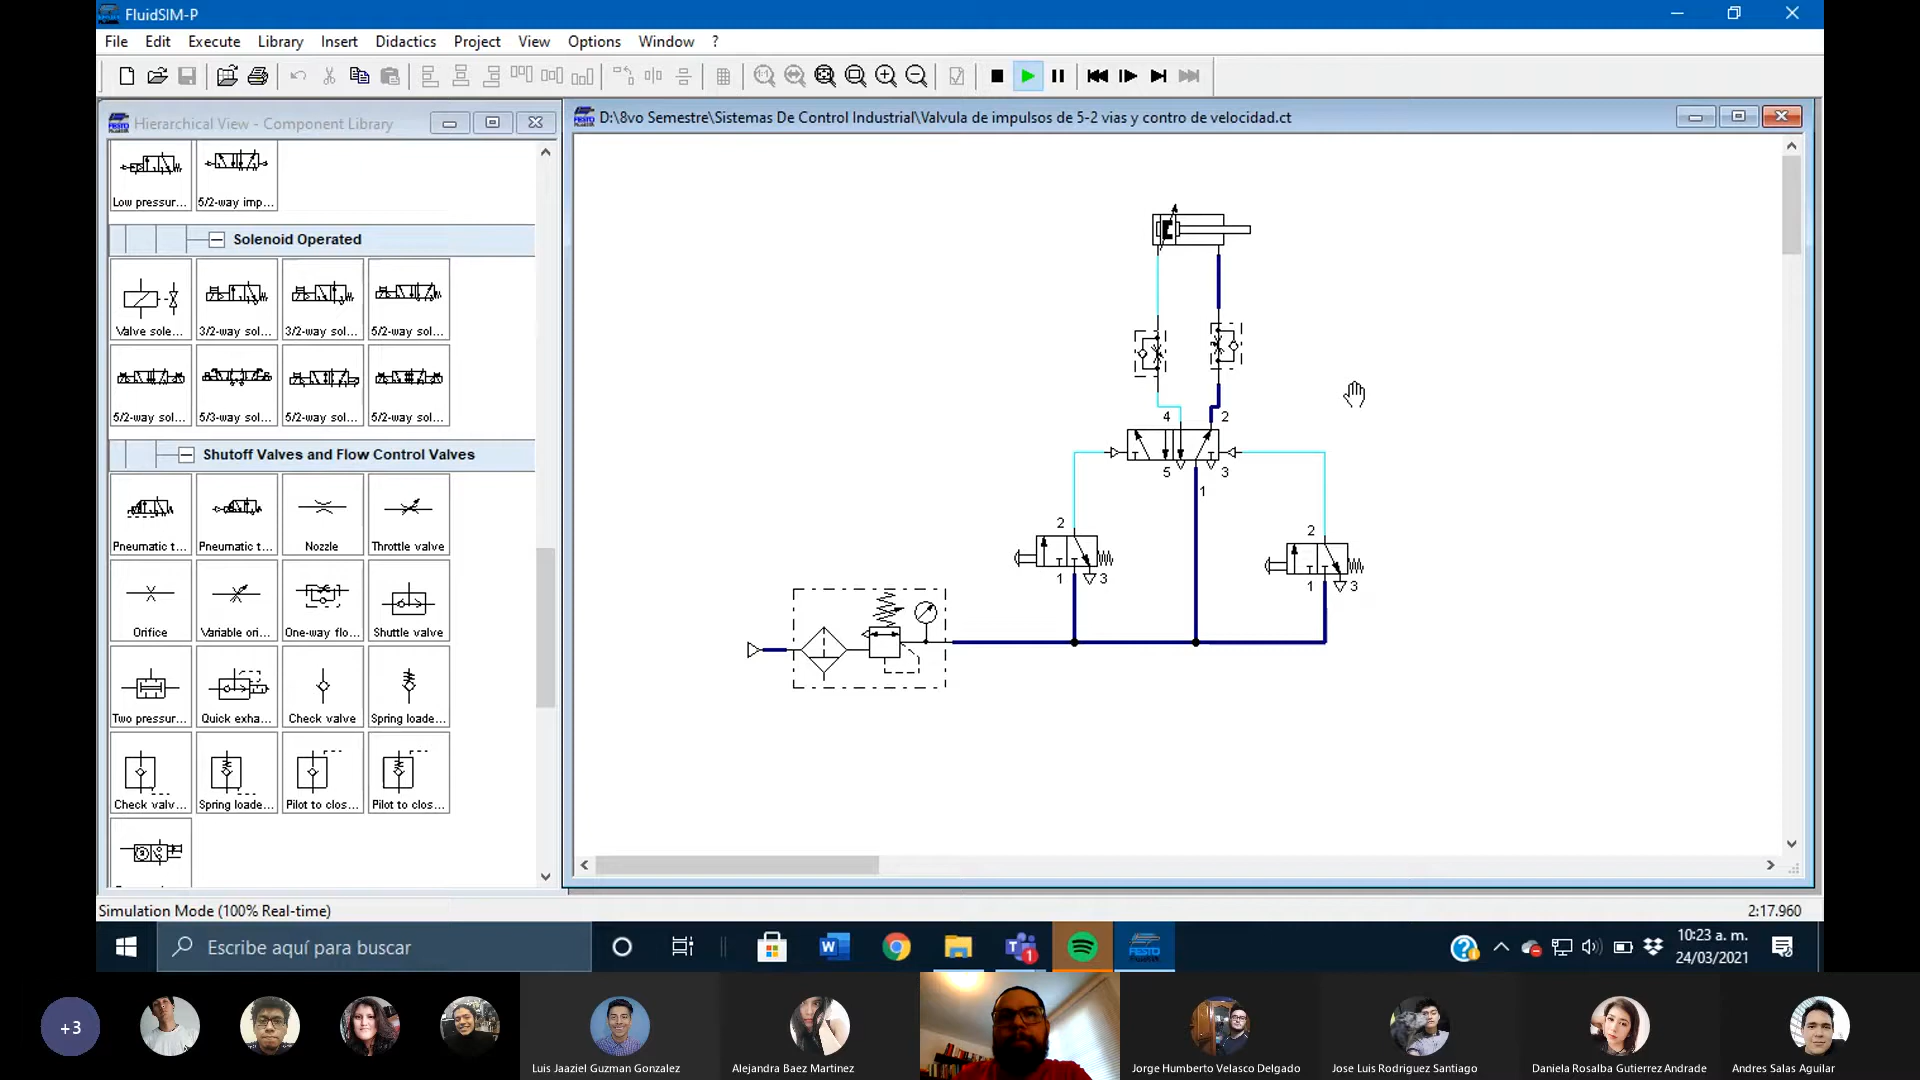 FluidSIM-P
File Edit Execute Library Insert Didactics Project View Options Window ?
Hierarchical View - Component Library
Low pressur... 5/2-way imp...
Solenoid Operated
Valve sole... 3/2-way sol... 3/2-way sol... 5/2-way sol...
5/2-way sol... 5/3-way sol... 5/2-way sol... 5/2-way sol...
Shutoff Valves and Flow Control Valves
Pneumatic t... Pneumatic t... Nozzle Throttle valve
Orifice Variable ori... One-way flo... Shuttle valve
Two pressur... Quick exha... Check valve Spring loade...
Check valv... Spring loade... Pilot to clos... Pilot to clos...
D:\8vo Semestre\Sistemas De Control Industrial\Valvula de impulsos de 5-2 vias y contro de velocidad.ct
4 2
5 3
1
2
1 3
2
1 3
Simulation Mode (100% Real-time) 2:17.960
Escribe aquí para buscar
1
FESTO
10:23 a. m.
24/03/2021
+3
Luis Jaaziel Guzman Gonzalez
Alejandra Baez Martinez
Jorge Humberto Velasco Delgado
Jose Luis Rodriguez Santiago
Daniela Rosalba Gutierrez Andrade
Andres Salas Aguilar